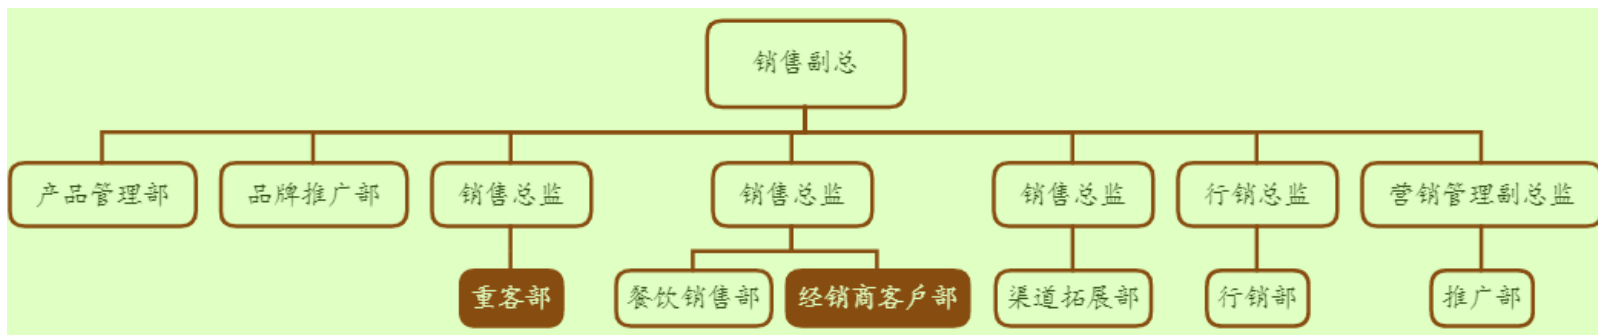 销售副总
产品管理部
品牌推广部
销售总监
销售总监
销售总监
行销总监
营销管理副总监
重客部
餐饮销售部
经销商客户部
渠道拓展部
行销部
推广部